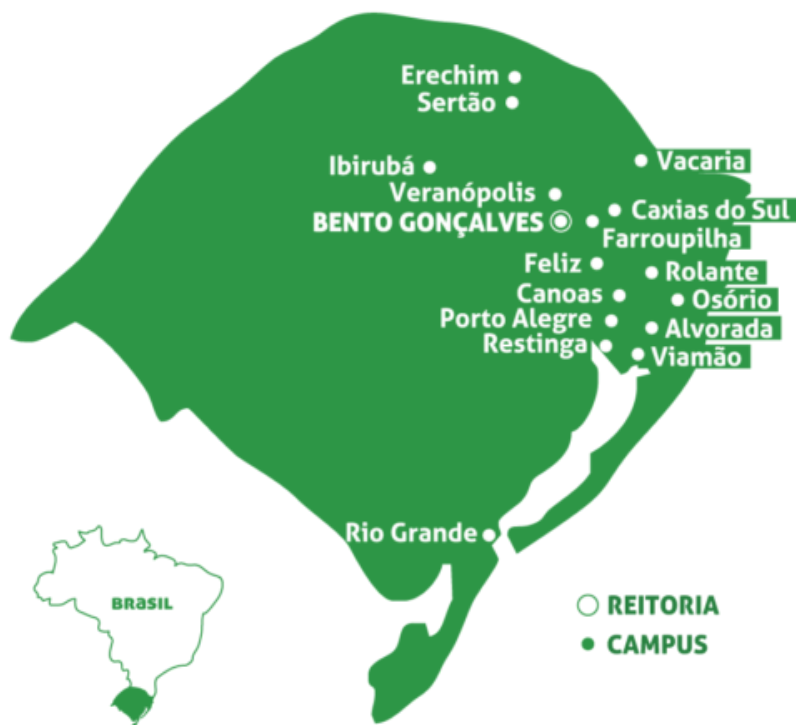 Erechim
Sertão
Vacaria
Ibirubá
Veranópolis
Caxias do Sul
BENTO GONÇALVES
Farroupilha
Feliz
Rolante
Canoas
Osório
Porto Alegre
Alvorada
Restinga
Viamão
Rio Grande
BRASIL
REITORIA
CAMPUS